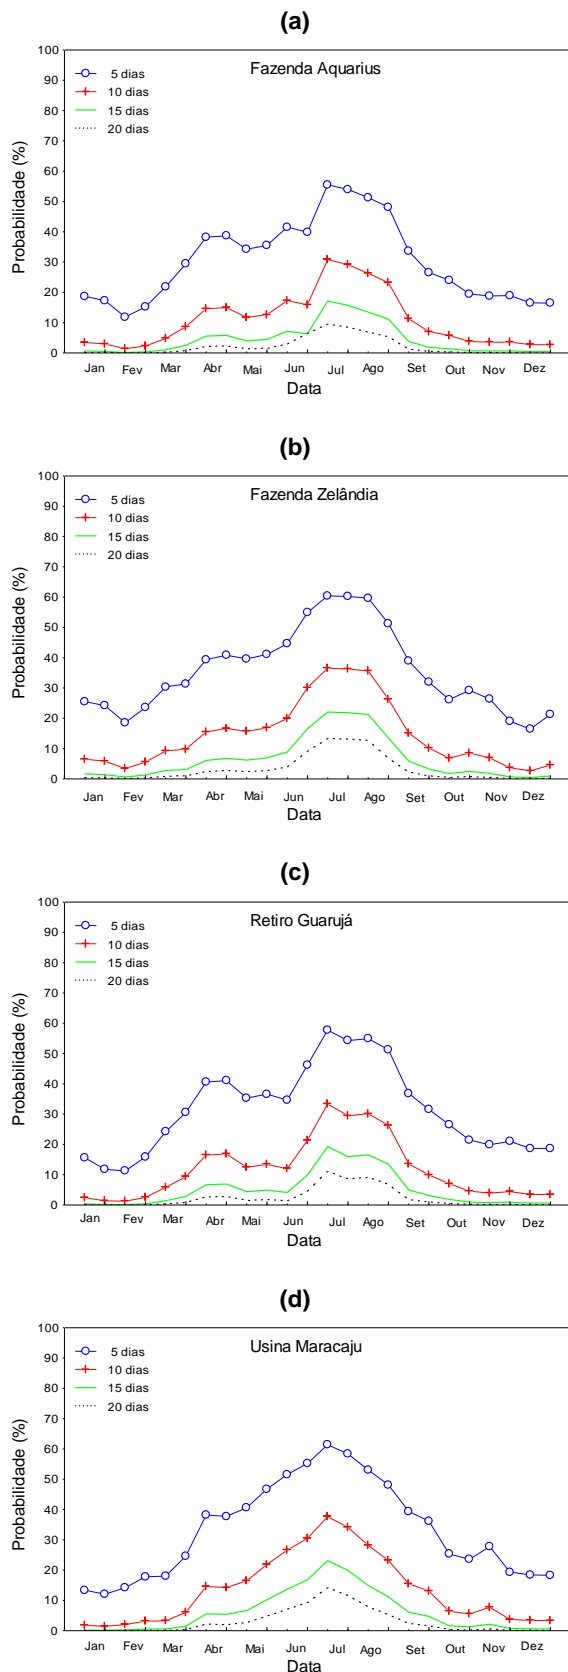 (a)
Fazenda Aquarius
5 dias
10 dias
15 dias
20 dias
Probabilidade (%)
100
90
80
70
60
50
40
30
20
10
0
Jan Fev Mar Abr Mai Jun Jul Ago Set Out Nov Dez
Data
(b)
Fazenda Zelândia
5 dias
10 dias
15 dias
20 dias
Probabilidade (%)
100
90
80
70
60
50
40
30
20
10
0
Jan Fev Mar Abr Mai Jun Jul Ago Set Out Nov Dez
Data
(c)
Retiro Guarujá
5 dias
10 dias
15 dias
20 dias
Probabilidade (%)
100
90
80
70
60
50
40
30
20
10
0
Jan Fev Mar Abr Mai Jun Jul Ago Set Out Nov Dez
Data
(d)
Usina Maracaju
5 dias
10 dias
15 dias
20 dias
Probabilidade (%)
100
90
80
70
60
50
40
30
20
10
0
Jan Fev Mar Abr Mai Jun Jul Ago Set Out Nov Dez
Data